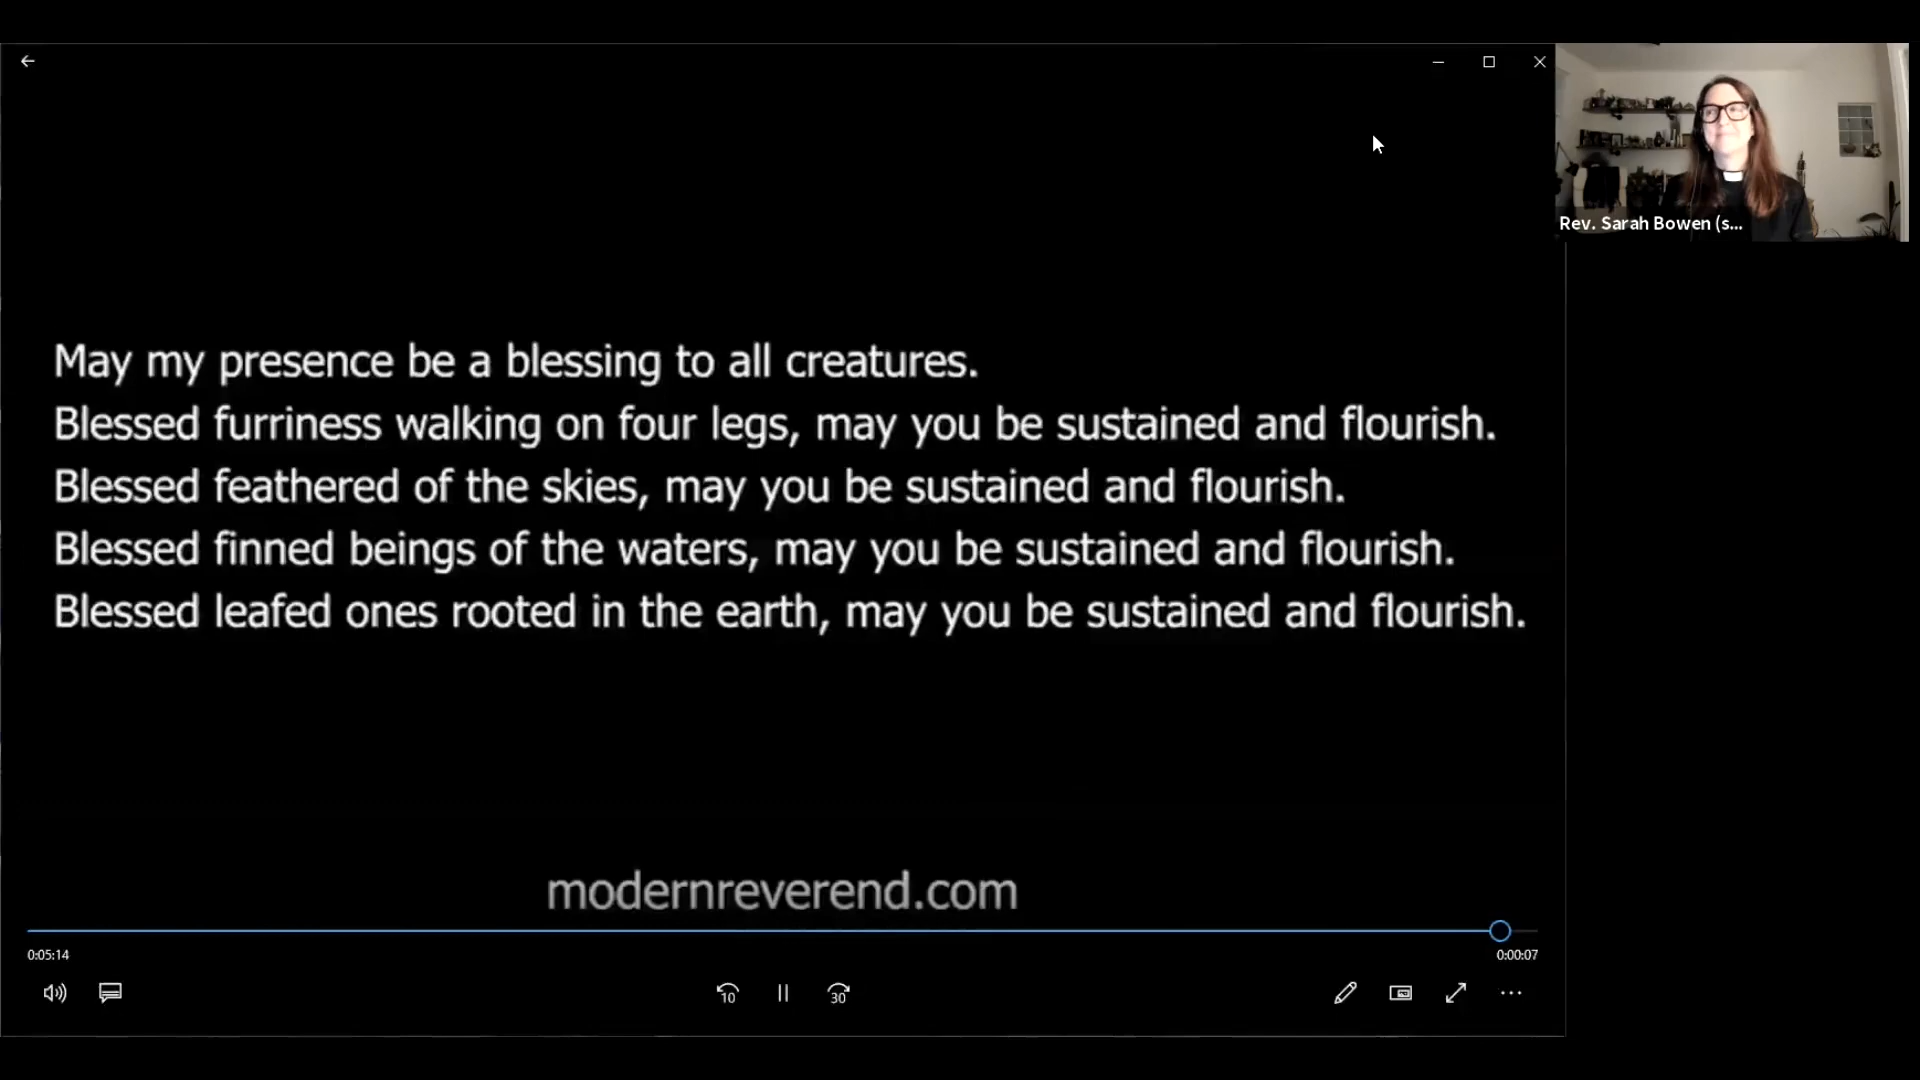 Rev. Sarah Bowen (s...
May my presence be a blessing to all creatures.
Blessed furriness walking on four legs, may you be sustained and flourish.
Blessed feathered of the skies, may you be sustained and flourish.
Blessed finned beings of the waters, may you be sustained and flourish.
Blessed leafed ones rooted in the earth, may you be sustained and flourish.
modernreverend.com
0:05:14
0:00:07
10
30